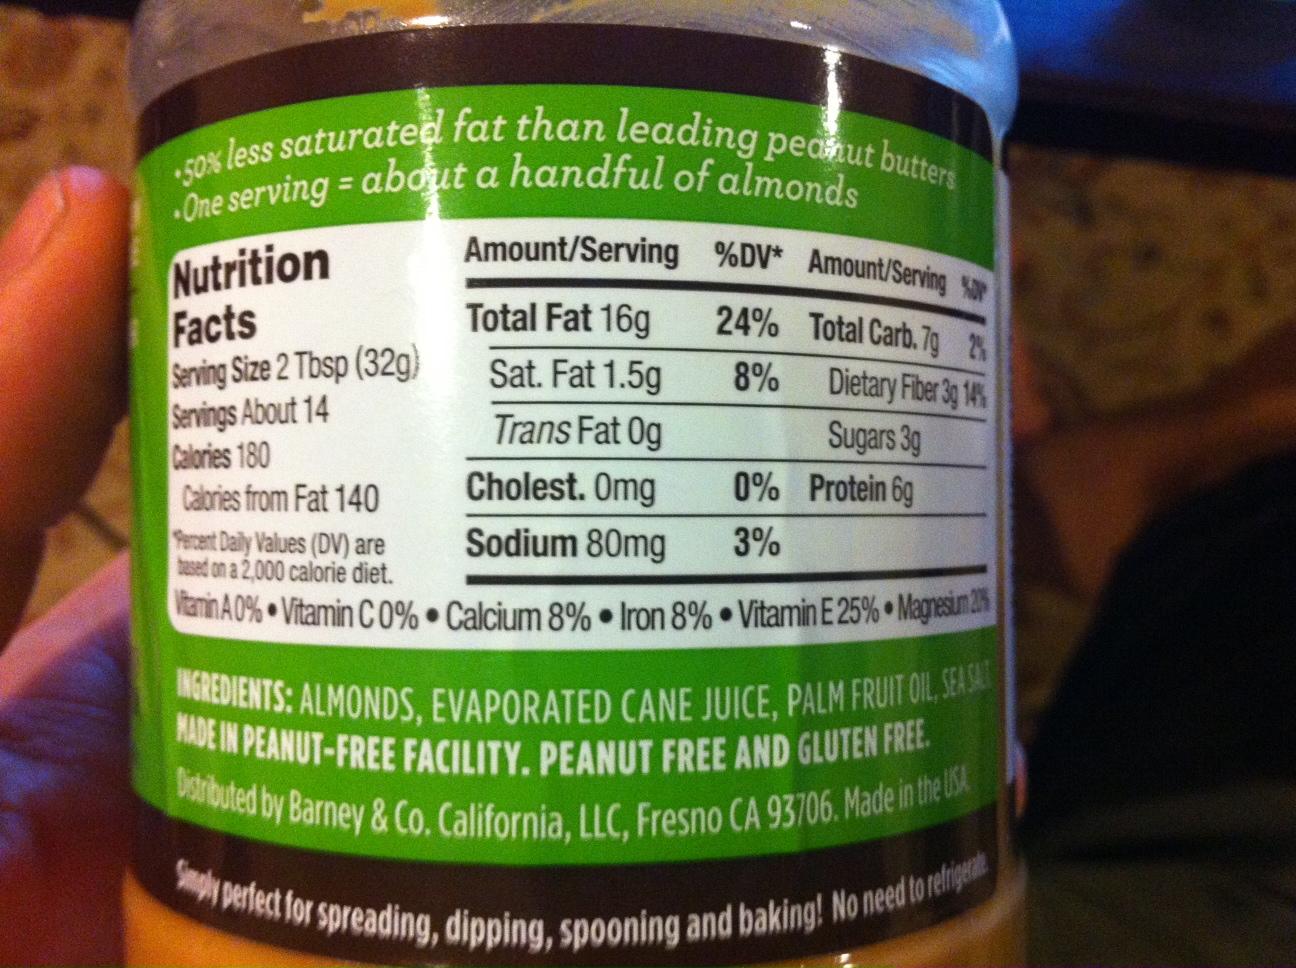 • 50% less saturated fat than leading peanut butters
• One serving = about a handful of almonds
Nutrition
Facts
Serving Size 2 Tbsp (32g)
Servings About 14
Calories 180
Calories from Fat 140
*Percent Daily Values (DV) are
based on a 2,000 calorie diet.
Amount/Serving %DV*
Total Fat 16g 24%
Sat. Fat 1.5g 8%
Trans Fat 0g
Cholest. 0mg 0%
Sodium 80mg 3%
Amount/Serving %DV*
Total Carb. 7g 2%
Dietary Fiber 3g 14%
Sugars 3g
Protein 6g
Vitamin A 0% • Vitamin C 0% • Calcium 8% • Iron 8% • Vitamin E 25% • Magnesium 20%
INGREDIENTS: ALMONDS, EVAPORATED CANE JUICE, PALM FRUIT OIL, SEA SALT.
MADE IN PEANUT-FREE FACILITY. PEANUT FREE AND GLUTEN FREE.
Distributed by Barney & Co. California, LLC, Fresno CA 93706. Made in the USA.
Simply perfect for spreading, dipping, spooning and baking! No need to refrigerate.